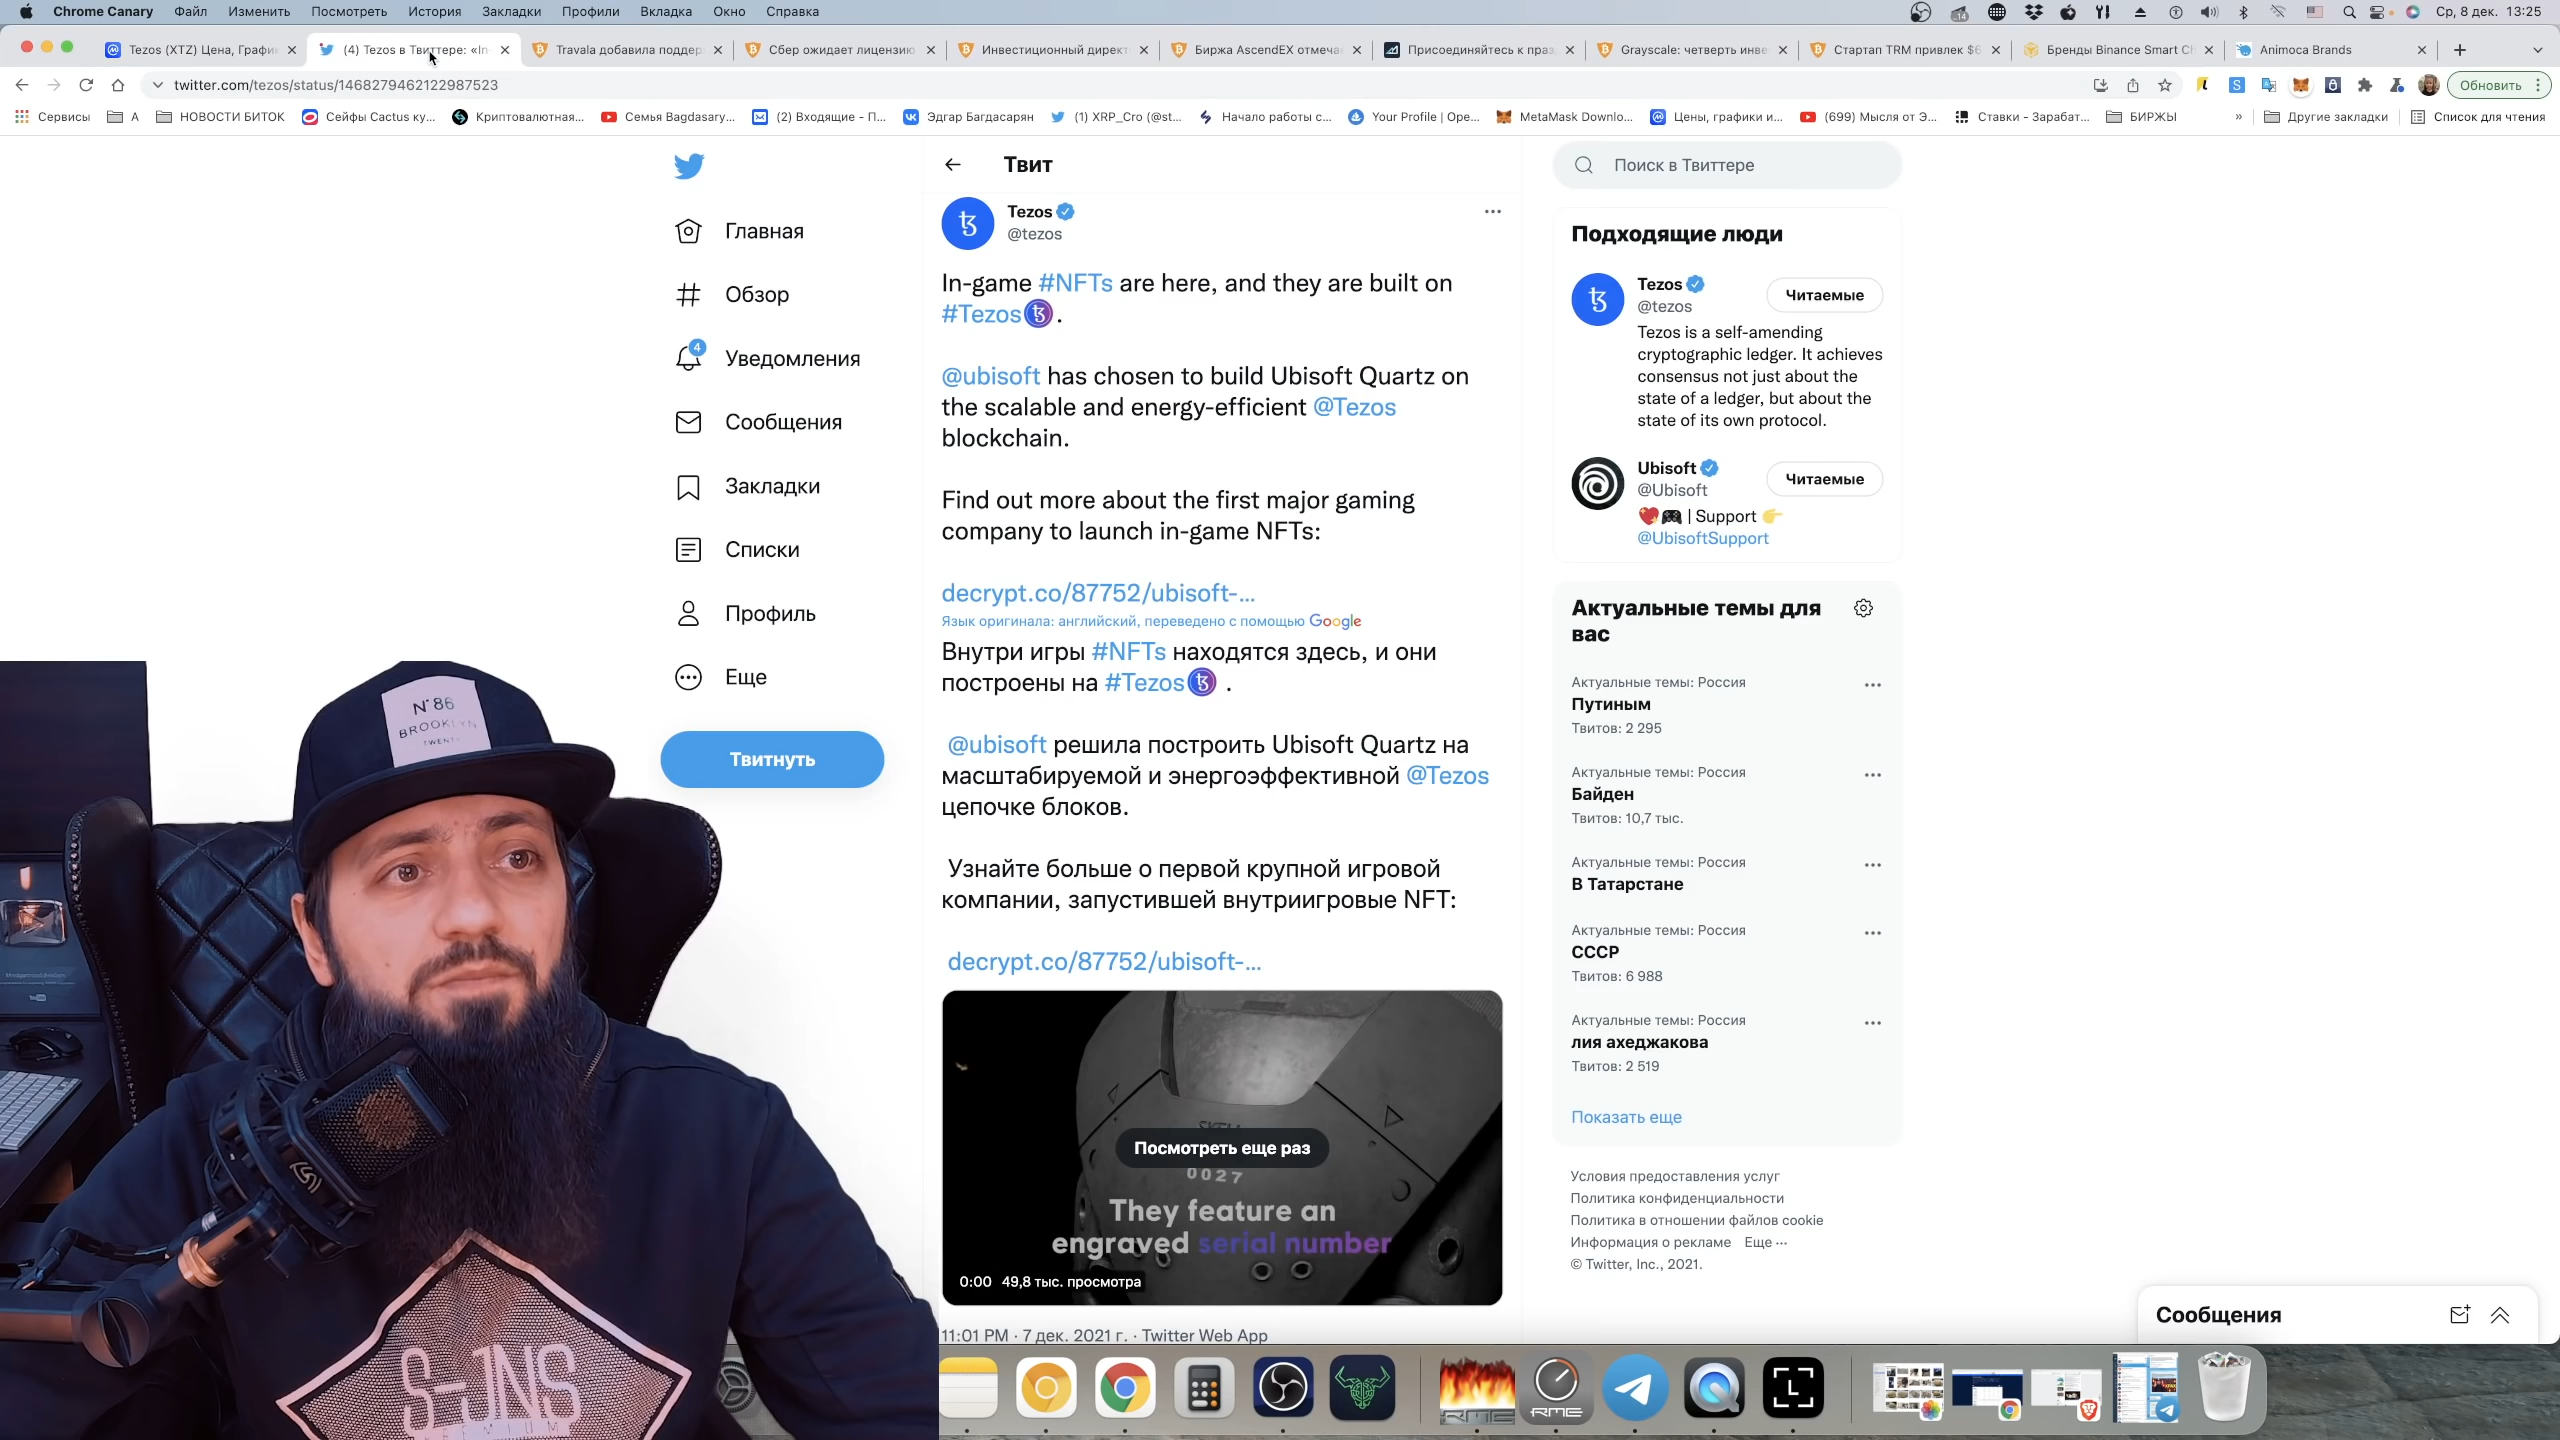 Chrome Canary Файл Изменить Посмотреть История Закладки Профили Вкладка Окно Справка
14
Ср, 8 дек. 13:25
Tezos (XTZ) Цена, График
(4) Tezos в Твиттере: «In-
Travala добавила поддер
Сбер ожидает лицензию
Инвестиционный директ
Биржа AscendEX отмеча
Присоединяйтесь к праз
Grayscale: четверть инве
Стартап TRM привлек $6
Бренды Binance Smart Ch
Animoca Brands
twitter.com/tezos/status/1468279462122987523
Обновить
Сервисы
А
НОВОСТИ БИТОК
Сейфы Cactus ку...
Криптовалютная...
Семья Bagdasary...
(2) Входящие - П...
Эдгар Багдасарян
(1) XRP_Cro (@st...
Начало работы с...
Your Profile | Ope...
MetaMask Downlo...
Цены, графики и...
(699) Мысля от Э...
Ставки - Зарабат...
БИРЖЫ
»
Другие закладки
Список для чтения
Главная
Обзор
4
Уведомления
Сообщения
Закладки
Списки
Профиль
Еще
Твитнуть
Твит
Tezos
@tezos
In-game #NFTs are here, and they are built on
#Tezos .
@ubisoft has chosen to build Ubisoft Quartz on
the scalable and energy-efficient @Tezos
blockchain.
Find out more about the first major gaming
company to launch in-game NFTs:
decrypt.co/87752/ubisoft-...
Язык оригинала: английский, переведено с помощью Google
Внутри игры #NFTs находятся здесь, и они
построены на #Tezos .
@ubisoft решила построить Ubisoft Quartz на
масштабируемой и энергоэффективной @Tezos
цепочке блоков.
Узнайте больше о первой крупной игровой
компании, запустившей внутриигровые NFT:
decrypt.co/87752/ubisoft-...
Посмотреть еще раз
0027
They feature an
engraved serial number
0:00 49,8 тыс. просмотра
11:01 PM · 7 дек. 2021 г. · Twitter Web App
Поиск в Твиттере
Подходящие люди
Tezos
@tezos
Читаемые
Tezos is a self-amending
cryptographic ledger. It achieves
consensus not just about the
state of a ledger, but about the
state of its own protocol.
Ubisoft
@Ubisoft
Читаемые
| Support
@UbisoftSupport
Актуальные темы для
вас
Актуальные темы: Россия
Путиным
Твитов: 2 295
Актуальные темы: Россия
Байден
Твитов: 10,7 тыс.
Актуальные темы: Россия
В Татарстане
Актуальные темы: Россия
СССР
Твитов: 6 988
Актуальные темы: Россия
лия ахеджакова
Твитов: 2 519
Показать еще
Условия предоставления услуг
Политика конфиденциальности
Политика в отношении файлов cookie
Информация о рекламе Еще ···
© Twitter, Inc., 2021.
Сообщения
N°86
BROOKLYN
TWENTY
S-JNS
RME
RME
L